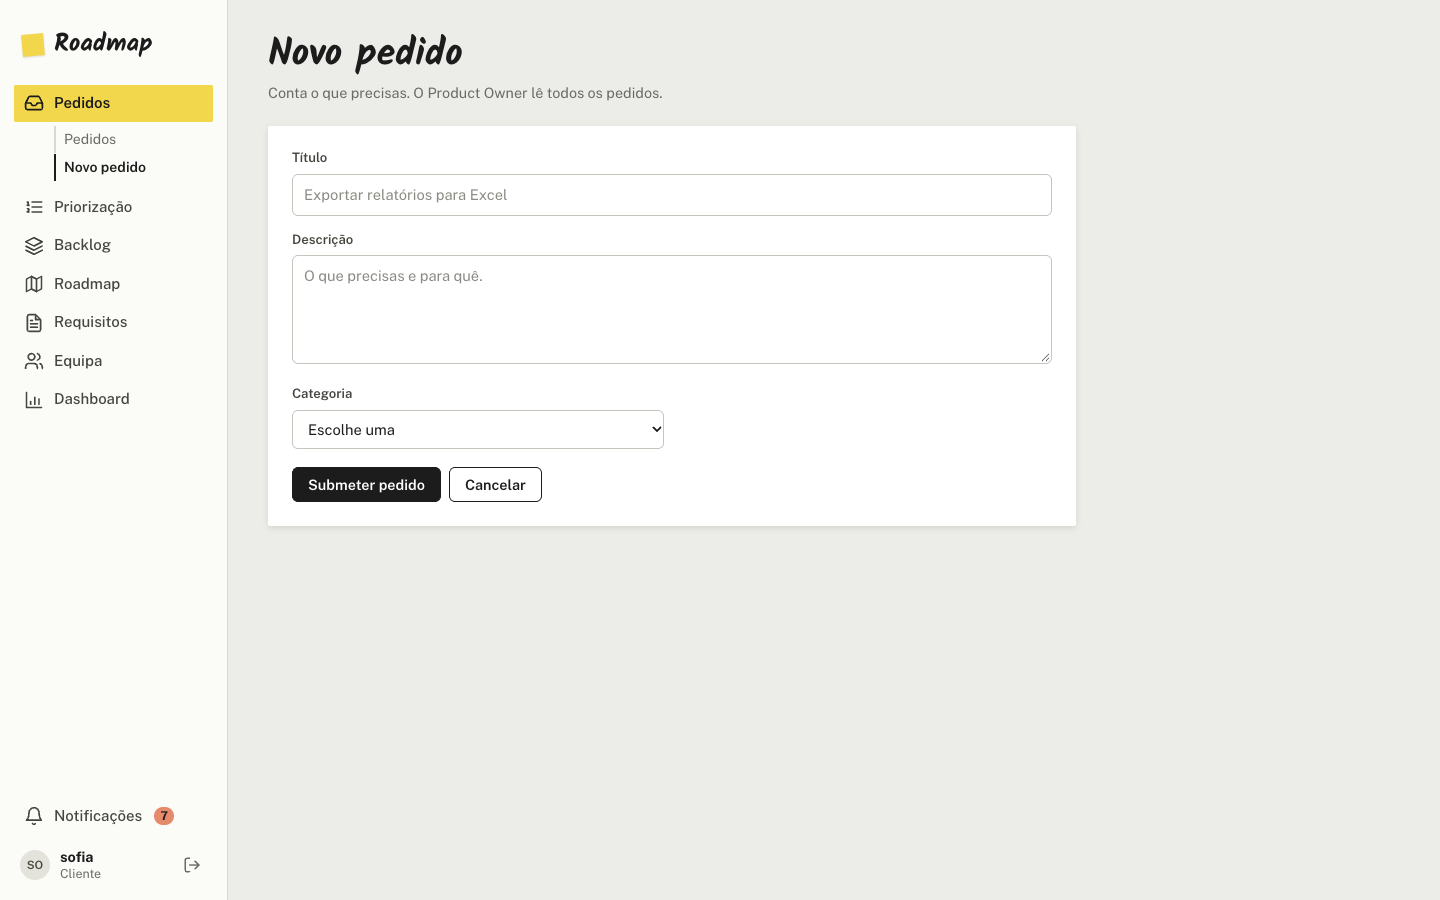 Roadmap
Pedidos
Pedidos
Novo pedido
Priorização
Backlog
Roadmap
Requisitos
Equipa
Dashboard
Notificações 7
SO
sofia
Cliente
Novo pedido
Conta o que precisas. O Product Owner lê todos os pedidos.
Título
Exportar relatórios para Excel
Descrição
O que precisas e para quê.
Categoria
Escolhe uma
Submeter pedido
Cancelar